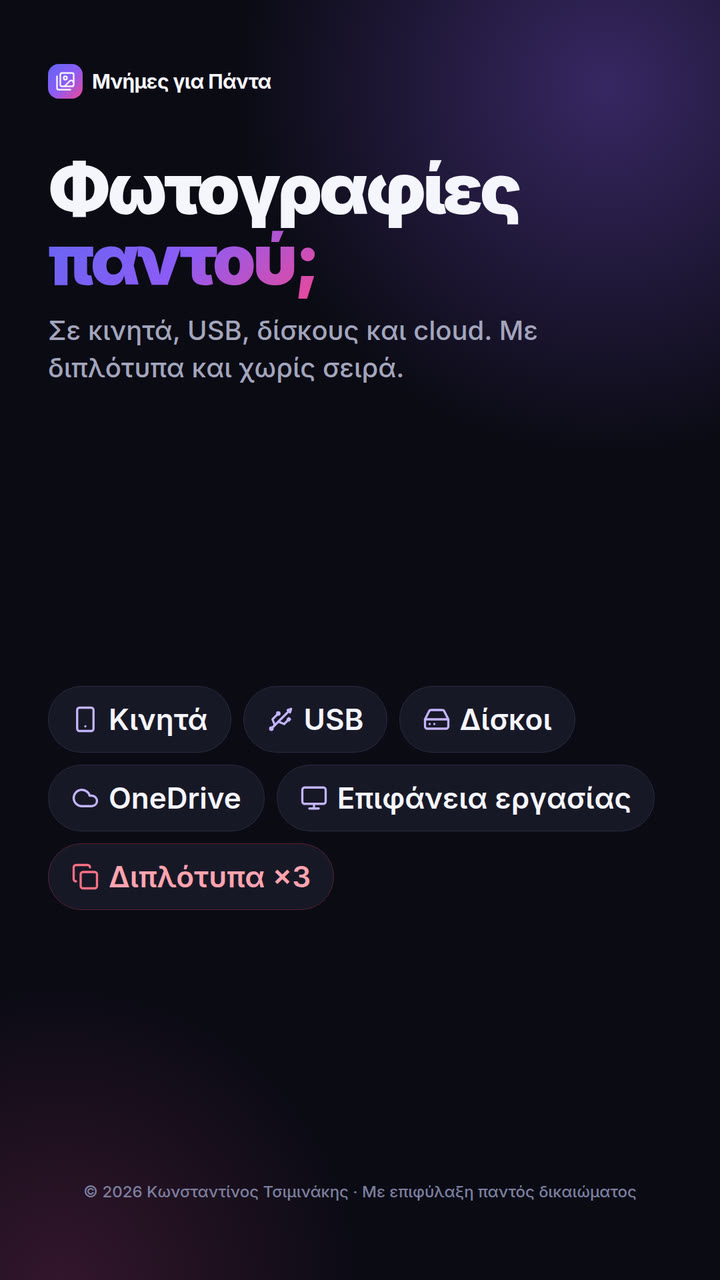 Μνήμες για Πάντα
Φωτογραφίες
παντού;
Σε κινητά, USB, δίσκους και cloud. Με
διπλότυπα και χωρίς σειρά.
Κινητά
USB
Δίσκοι
OneDrive
Επιφάνεια εργασίας
Διπλότυπα ×3
© 2026 Κωνσταντίνος Τσιμινάκης · Με επιφύλαξη παντός δικαιώματος